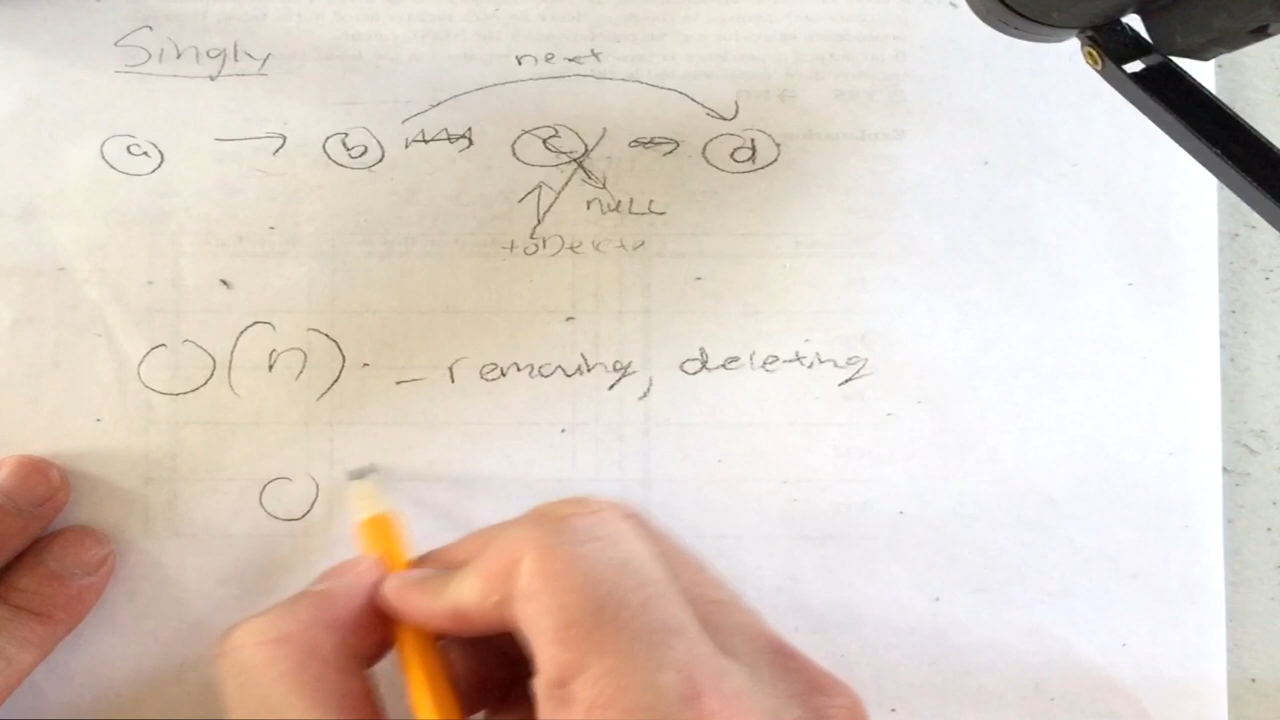 Singly
next
a → b c d
NULL
toDelete
O(n). - removing, deleting
O